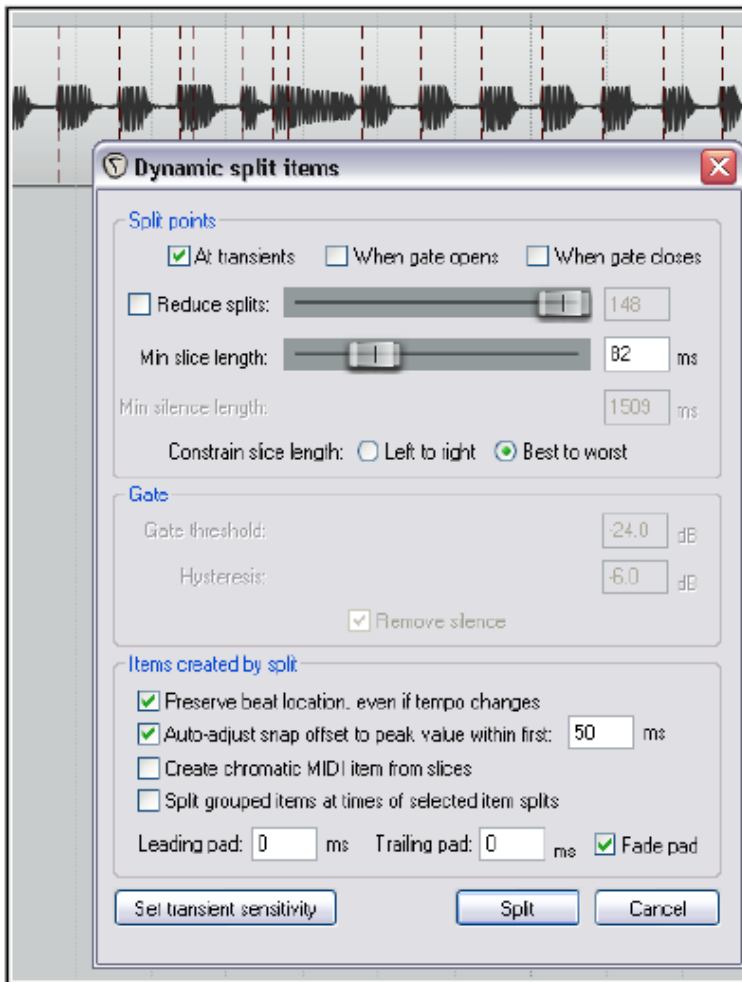 Dynamic split items
Split points
At transients When gate opens When gate closes
Reduce splits: 148
Min slice length: 82 ms
Min silence length: 1509 ms
Constrain slice length: Left to right Best to worst
Gate
Gate threshold: -24.0 dB
Hysteresis: -6.0 dB
Remove silence
Items created by split
Preserve beat location, even if tempo changes
Auto-adjust snap offset to peak value within first: 50 ms
Create chromatic MIDI item from slices
Split grouped items at times of selected item splits
Leading pad: 0 ms Trailing pad: 0 ms Fade pad
Set transient sensitivity Split Cancel